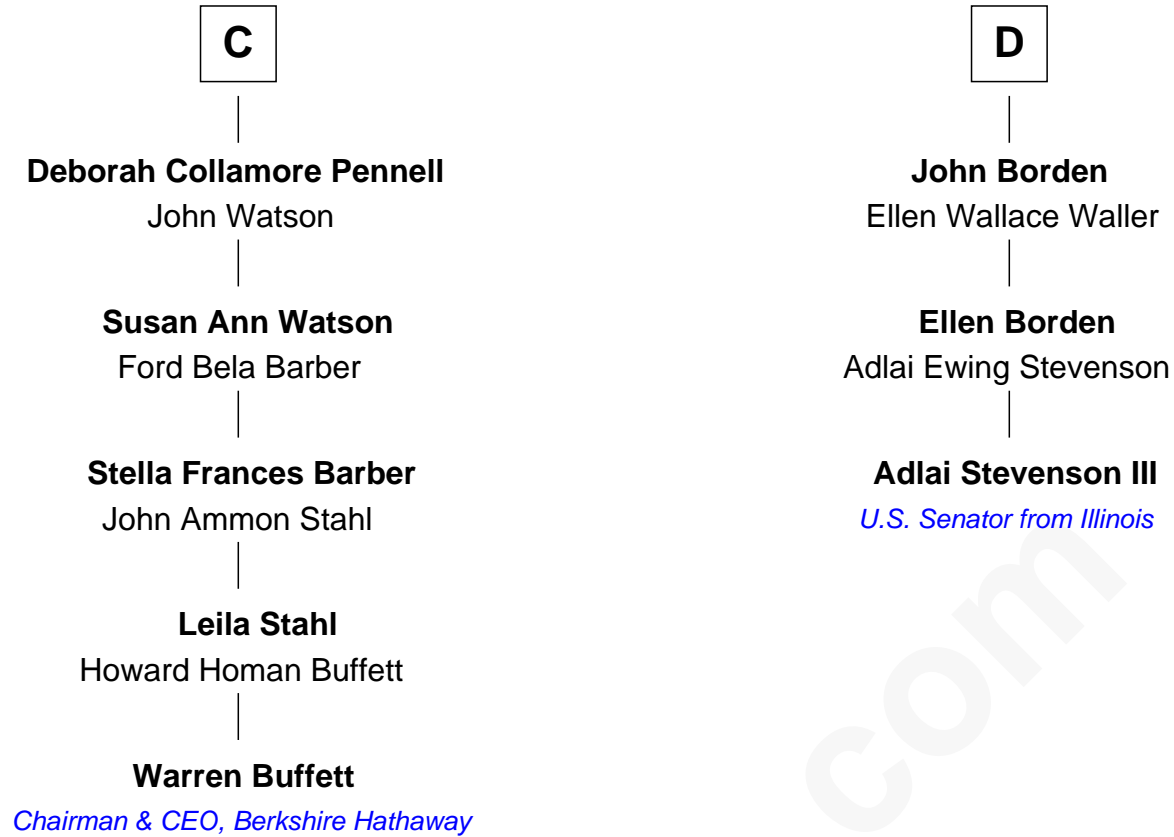 C
Deborah Collamore Pennell
John Watson
Susan Ann Watson
Ford Bela Barber
Stella Frances Barber
John Ammon Stahl
Leila Stahl
Howard Homan Buffett
Warren Buffett
Chairman & CEO, Berkshire Hathaway
D
John Borden
Ellen Wallace Waller
Ellen Borden
Adlai Ewing Stevenson
Adlai Stevenson III
U.S. Senator from Illinois
com